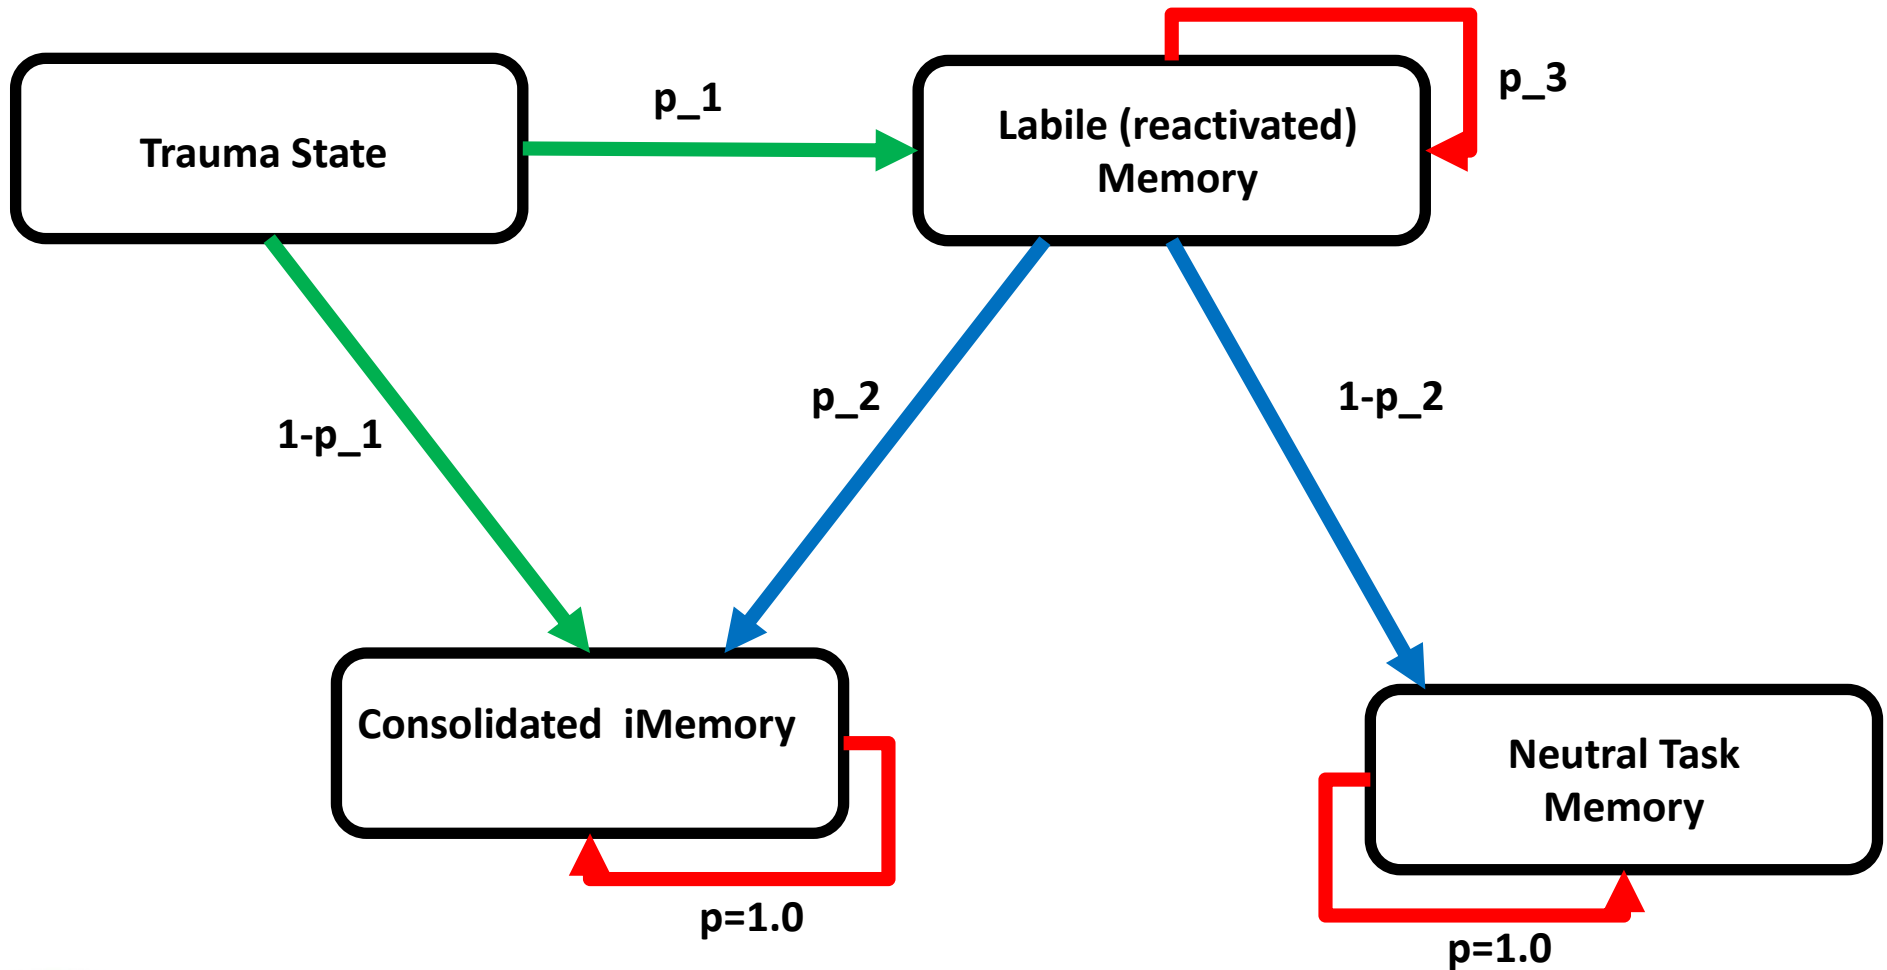 Trauma State
p_1
Labile (reactivated)
Memory
p_3
1-p_1
p_2
1-p_2
Consolidated iMemory
p=1.0
Neutral Task
Memory
p=1.0